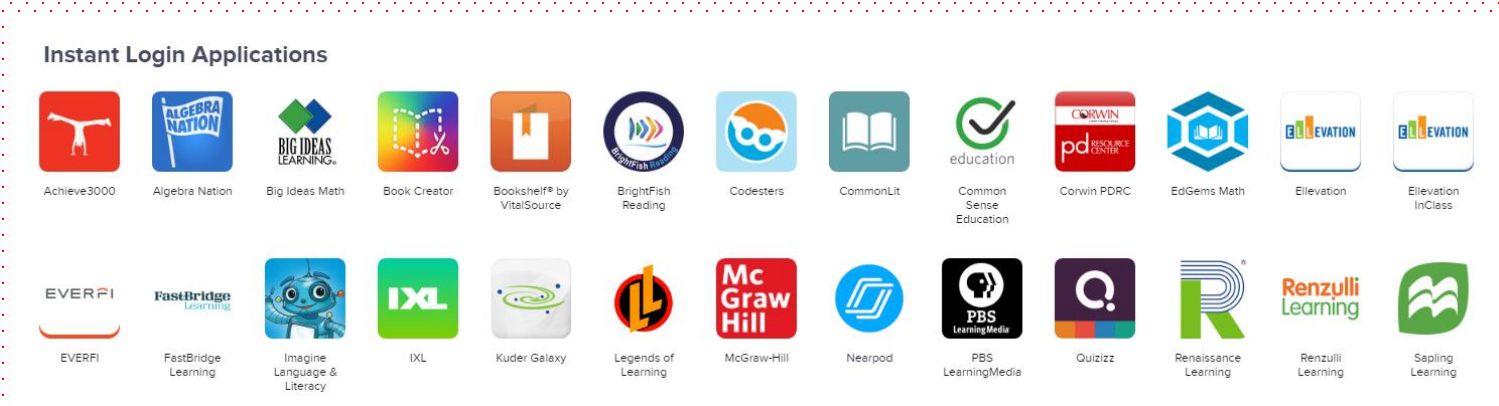 Instant Login Applications
ALGEBRA
NATION
BIG IDEAS
LEARNING.
BrightFish Reading
education
CORWIN
pd RESOURCE
CENTER
ELLEVATION
ELLEVATION
Achieve3000
Algebra Nation
Big Ideas Math
Book Creator
Bookshelf® by
VitalSource
BrightFish
Reading
Codesters
CommonLit
Common
Sense
Education
Corwin PDRC
EdGems Math
Ellevation
Ellevation
InClass
EVERFI
FastBridge
Learning
IXL
LL
Mc
Graw
Hill
PBS
LearningMedia
R®
Renzulli
Learning
EVERFI
FastBridge
Learning
Imagine
Language &
Literacy
IXL
Kuder Galaxy
Legends of
Learning
McGraw-Hill
Nearpod
PBS
LearningMedia
Quizizz
Renaissance
Learning
Renzulli
Learning
Sapling
Learning